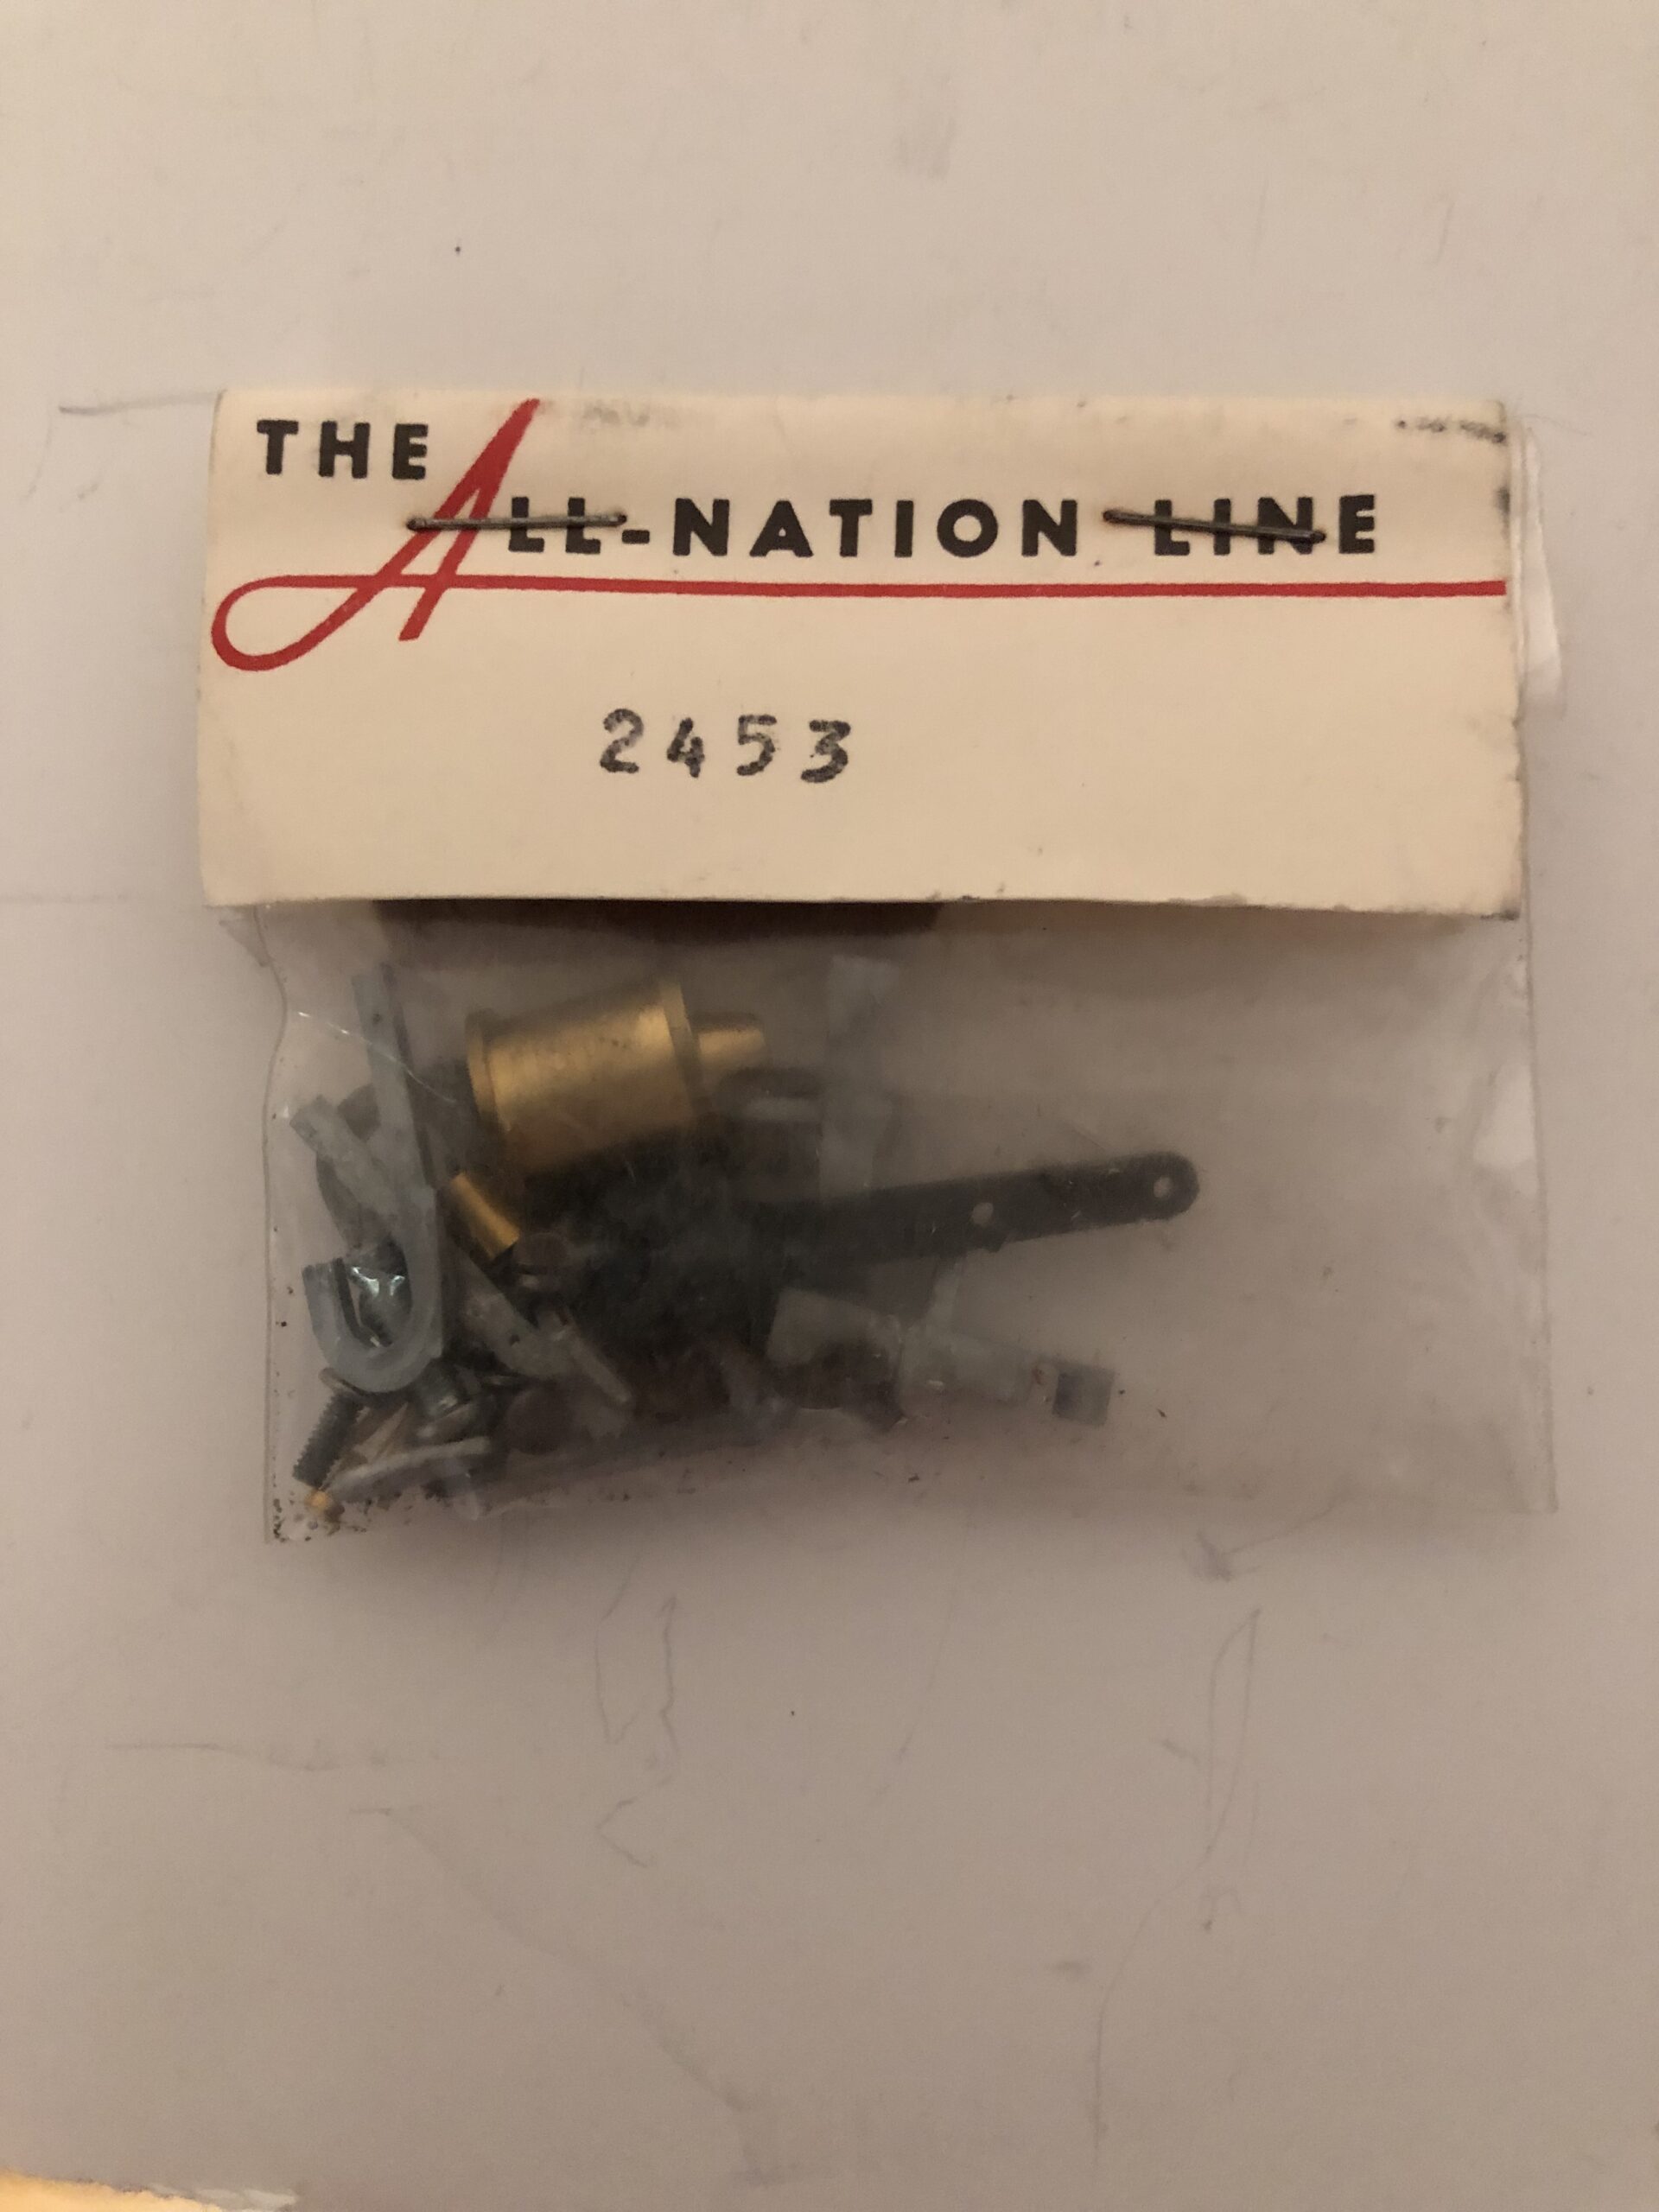 THE
ALL-NATION LINE
2453